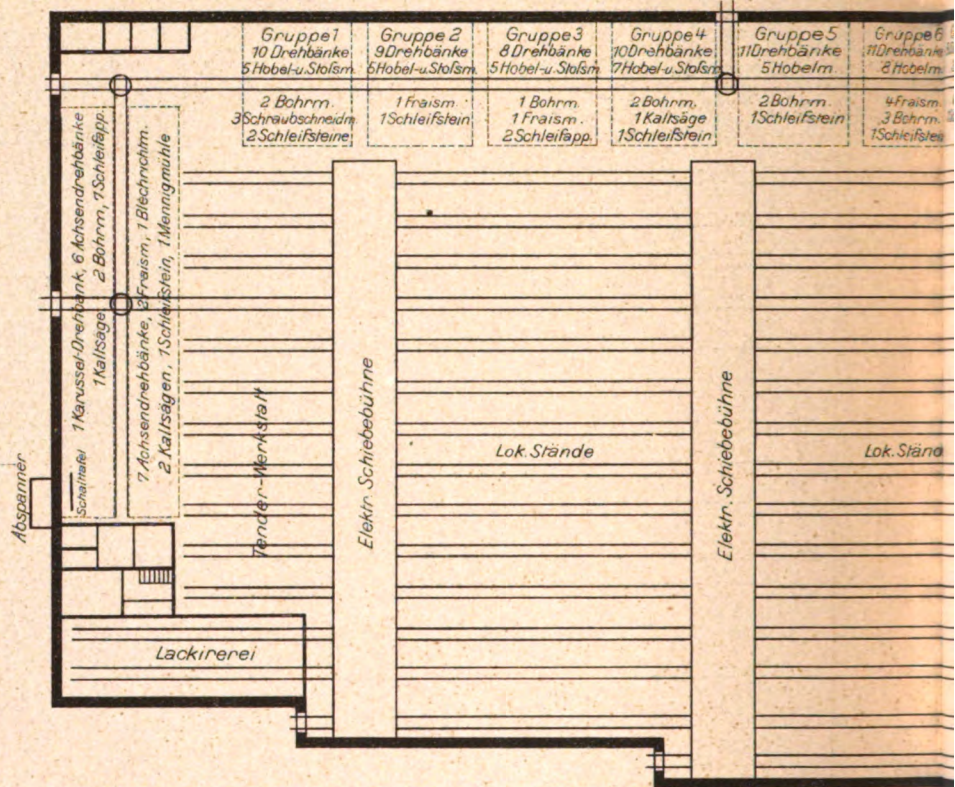 Gruppe 1
10 Drehbänke
5 Hobel-u. Stoßm.
2 Bohrm.
3 Schraubschneidm.
2 Schleifsteine
Gruppe 2
9 Drehbänke
6 Hobel-u. Stoßm.
1 Fraism.
1 Schleifstein
Gruppe 3
8 Drehbänke
5 Hobel-u. Stoßm.
1 Bohrm.
1 Fraism.
2 Schleifapp.
Gruppe 4
10 Drehbänke
7 Hobel-u. Stoßm.
2 Bohrm.
1 Kaltsäge
1 Schleifstein
Gruppe 5
11 Drehbänke
5 Hobelm.
2 Bohrm.
1 Schleifstein
Gruppe 6
11 Drehbänke
8 Hobelm.
4 Fraism.
3 Bohrm.
1 Schleifstein
1 Karussel-Drehbank, 6 Achsendrehbänke
1 Kaltsäge, 2 Bohrm, 7 Schleifapp.
7 Achsendrehbänke, 2 Fraism, 1 Blechrichtm.
2 Kaltsägen, 1 Schleifstein, 1 Mennigmühle
Schalttafel
Abspanner
Tender-Werkstatt
Elektr. Schiebebühne
Lok. Stände
Elektr. Schiebebühne
Lok. Ständ
Lackirerei